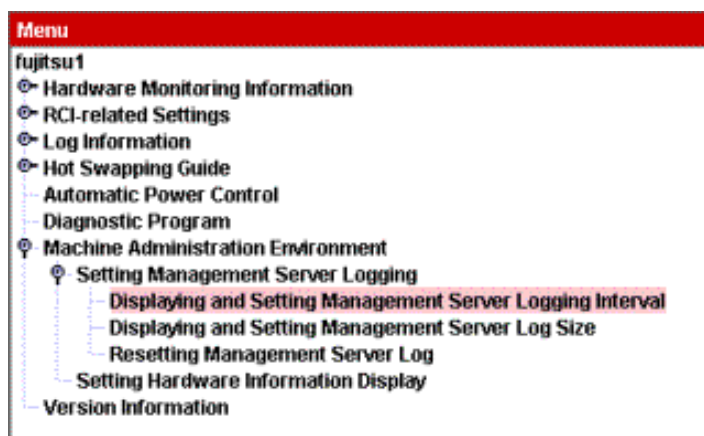 Menu
fujitsu1
Hardware Monitoring Information
RCI-related Settings
Log Information
Hot Swapping Guide
Automatic Power Control
Diagnostic Program
Machine Administration Environment
Setting Management Server Logging
Displaying and Setting Management Server Logging Interval
Displaying and Setting Management Server Log Size
Resetting Management Server Log
Setting Hardware Information Display
Version Information